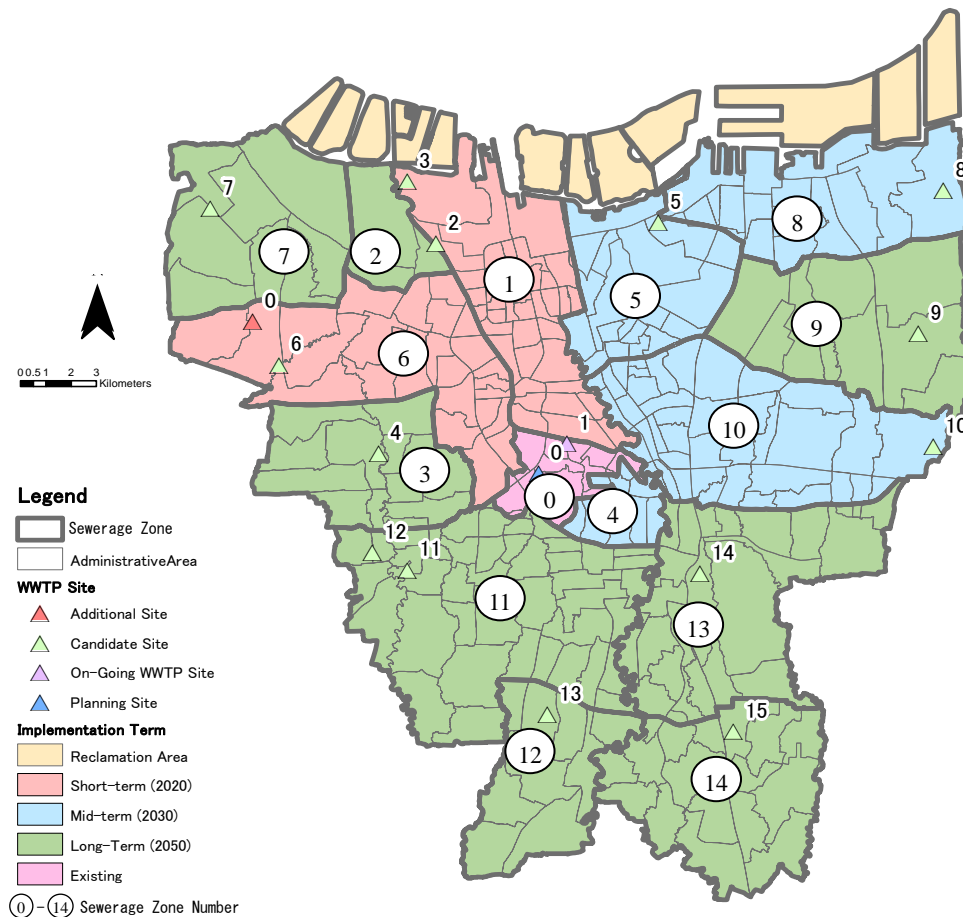 3
8
7
2
5
8
2
7
1
0
5
9
9
6
6
0 0.5 1 2 3
Kilometers
1
10
10
4
0
3
0
4
12
11
14
11
13
13
15
12
14
Legend
Sewerage Zone
AdministrativeArea
WWTP Site
Additional Site
Candidate Site
On-Going WWTP Site
Planning Site
Implementation Term
Reclamation Area
Short-term (2020)
Mid-term (2030)
Long-Term (2050)
Existing
0 - 14 Sewerage Zone Number